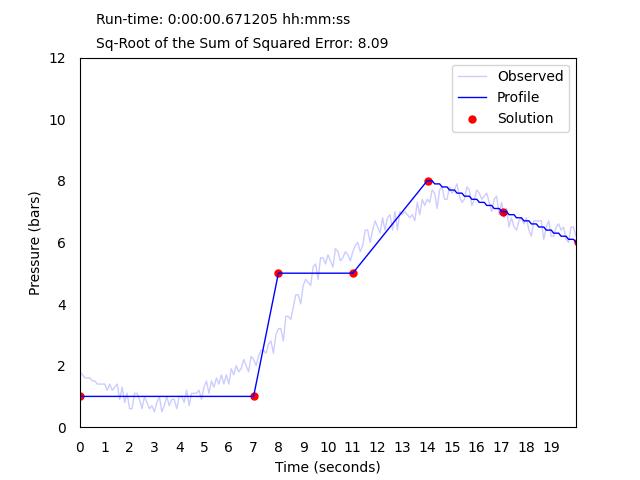 Run-time: 0:00:00.671205 hh:mm:ss
Sq-Root of the Sum of Squared Error: 8.09
Observed
Profile
Solution
Pressure (bars)
12
10
8
6
4
2
0
0 1 2 3 4 5 6 7 8 9 10 11 12 13 14 15 16 17 18 19
Time (seconds)